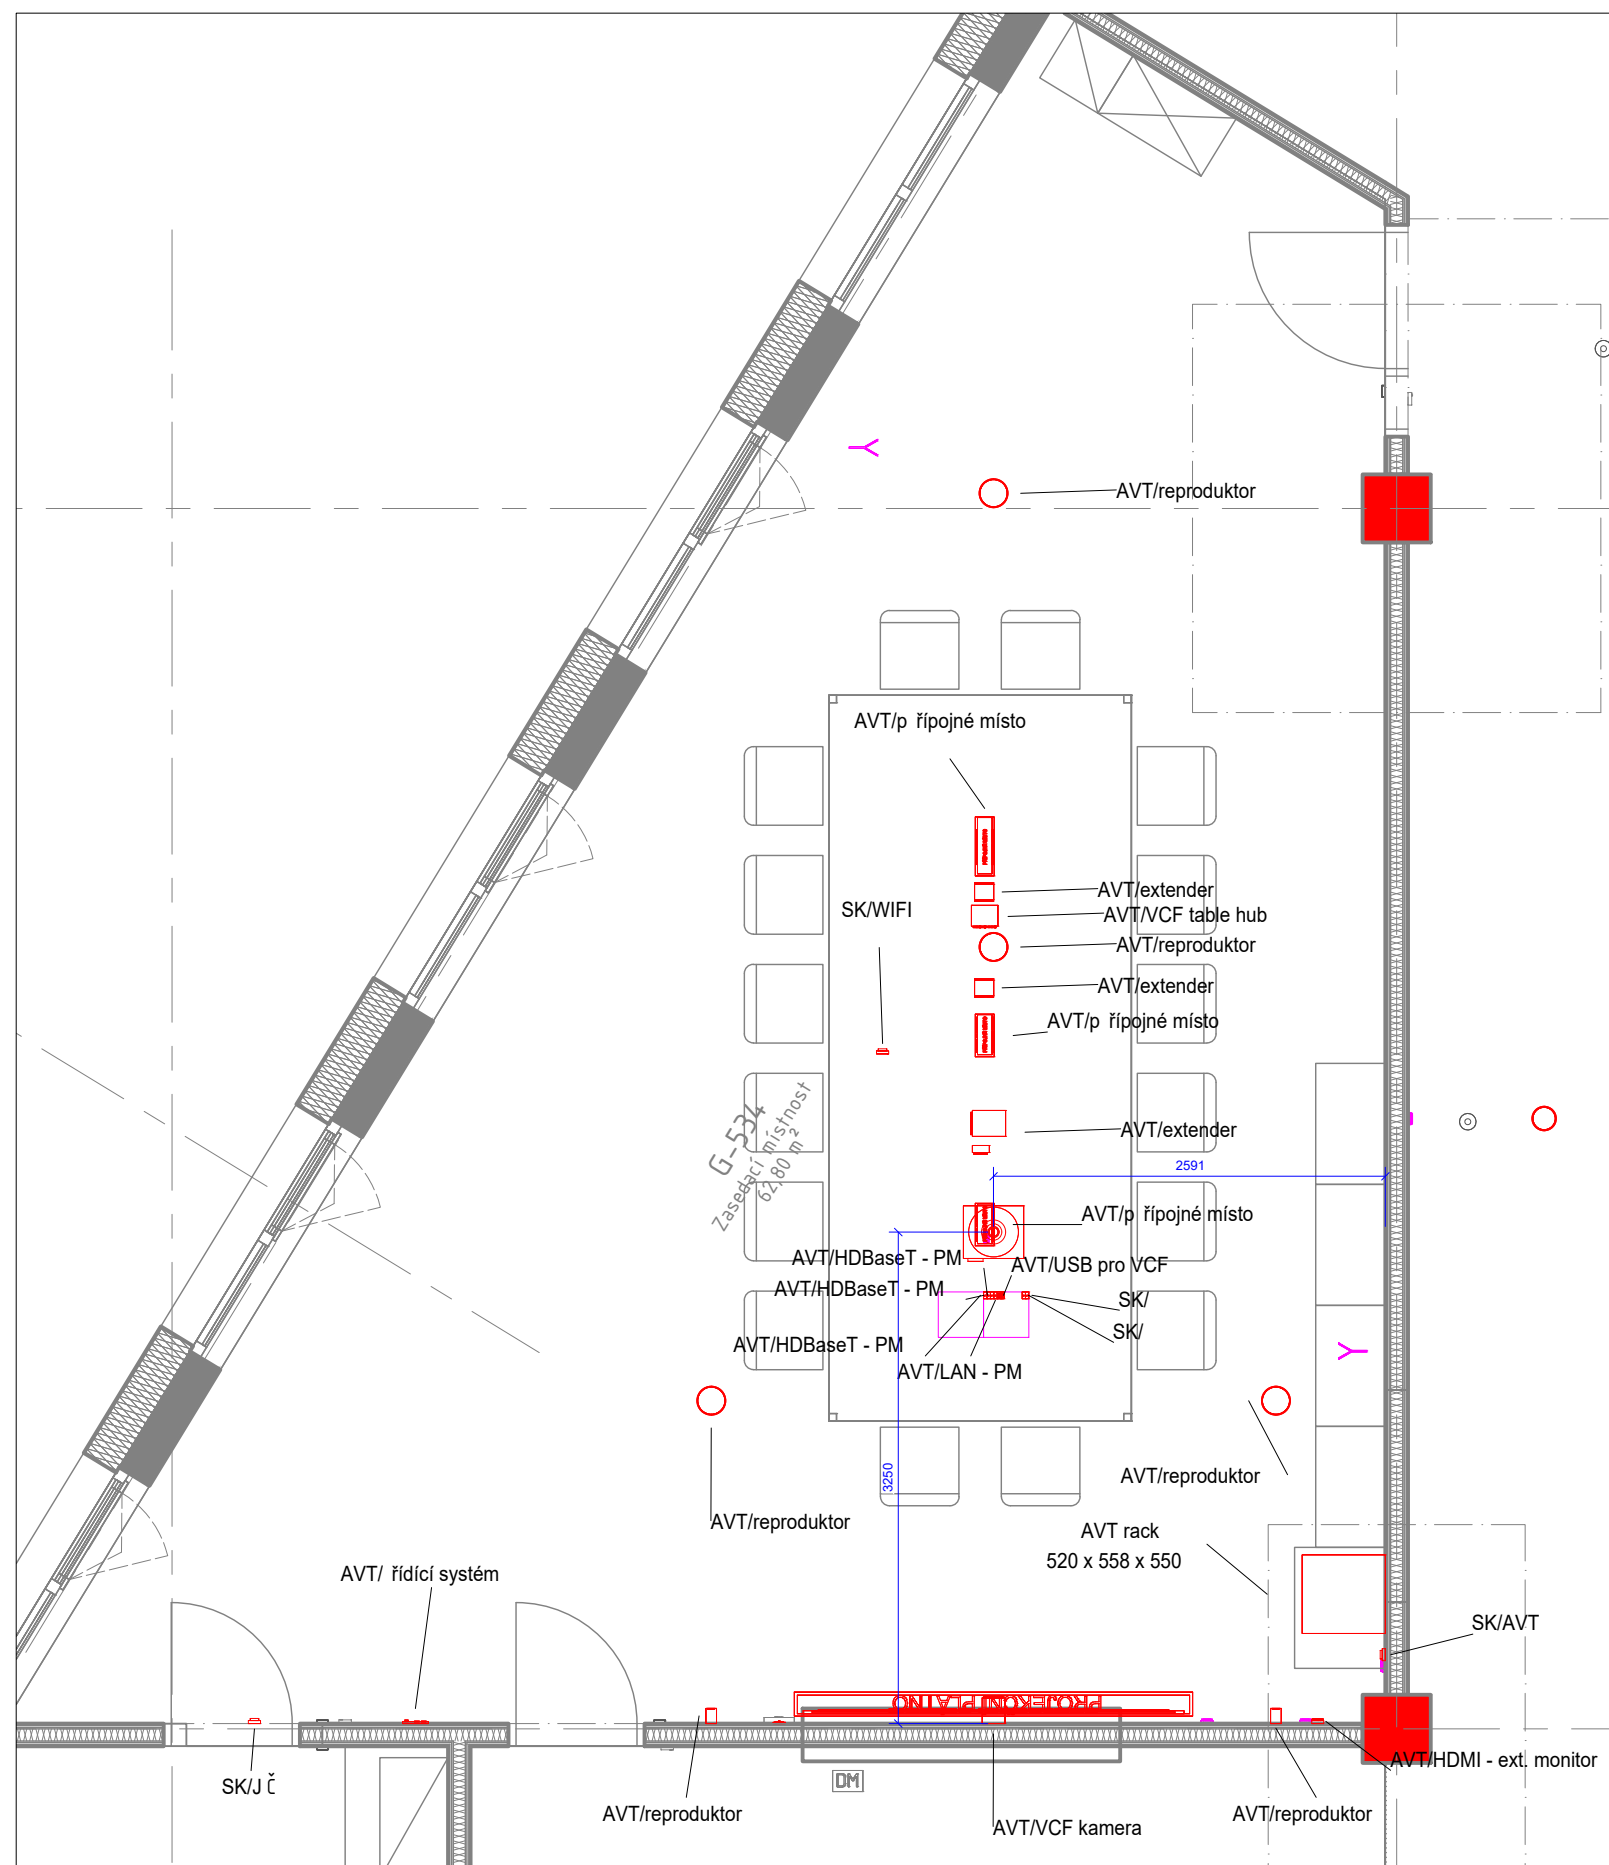 AVT/reproduktor
AVT/p řípojné místo
AVT/extender
SK/WIFI
AVT/VCF table hub
AVT/reproduktor
AVT/extender
AVT/p řípojné místo
G-534
Zasedací místnost
62,80 m²
AVT/extender
2591
AVT/p řípojné místo
AVT/HDBaseT - PM
AVT/USB pro VCF
AVT/HDBaseT - PM
SK/
SK/
AVT/HDBaseT - PM
AVT/LAN - PM
3250
AVT/reproduktor
AVT/reproduktor
AVT rack
520 x 558 x 550
AVT/ řídící systém
SK/AVT
PROJEKČNÍ PLÁTNO
AVT/HDMI - ext. monitor
DM
SK/J Č
AVT/reproduktor
AVT/reproduktor
AVT/VCF kamera